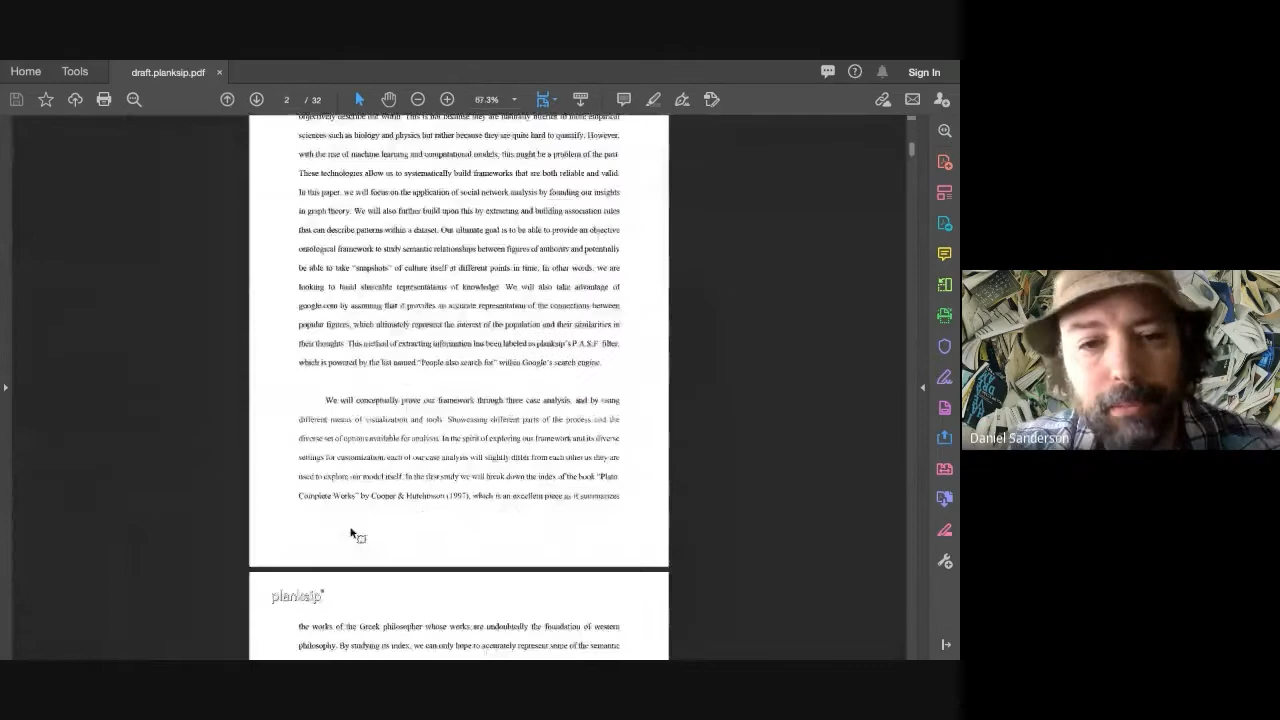 Home
Tools
draft.planksip.pdf
×
Sign In
2 / 32
67.3%
objectively describe the world. This is not because they are naturally inferior to more empirical
sciences such as biology and physics but rather because they are quite hard to quantify. However,
with the rise of machine learning and computational models, this might be a problem of the past.
These technologies allow us to systematically build frameworks that are both reliable and valid.
In this paper, we will focus on the application of social network analysis by founding our insights
in graph theory. We will also further build upon this by extracting and building association rules
that can describe patterns within a dataset. Our ultimate goal is to be able to provide an objective
ontological framework to study semantic relationships between figures of authority and potentially
be able to take “snapshots” of culture itself at different points in time. In other words, we are
looking to build shareable representations of knowledge. We will also take advantage of
google.com by assuming that it provides an accurate representation of the connections between
popular figures, which ultimately represent the interest of the population and their similarities in
their thoughts. This method of extracting information has been labeled as planksip's P.A.S.F filter,
which is powered by the list named “People also search for” within Google's search engine.
We will conceptually prove our framework through three case analysis, and by using
different means of visualization and tools. Showcasing different parts of the process and the
diverse set of options available for analysis. In the spirit of exploring our framework and its diverse
settings for customization, each of our case analysis will slightly differ from each other as they are
used to explore our model itself. In the first study we will break down the index of the book “Plato:
Complete Works” by Cooper & Hutchinson (1997), which is an excellent piece as it summarizes
planksip®
the works of the Greek philosopher whose works are undoubtedly the foundation of western
philosophy. By studying its index, we can only hope to accurately represent some of the semantic
Daniel Sanderson